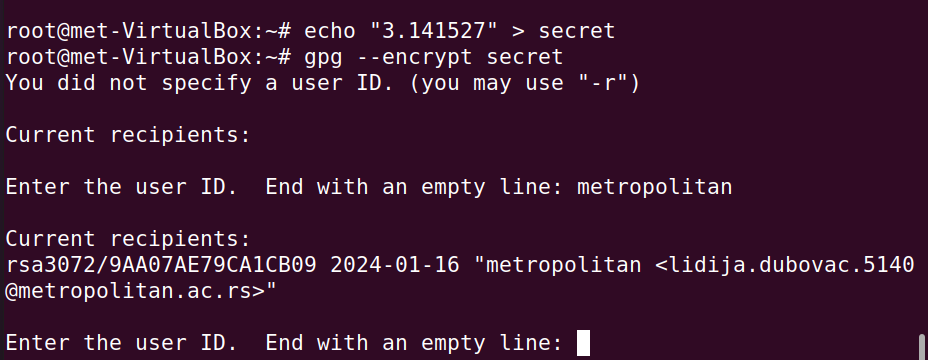 root@met-VirtualBox:~# echo "3.141527" > secret
root@met-VirtualBox:~# gpg --encrypt secret
You did not specify a user ID. (you may use "-r")
Current recipients:
Enter the user ID.  End with an empty line: metropolitan
Current recipients:
rsa3072/9AA07AE79CA1CB09 2024-01-16 "metropolitan <lidija.dubovac.5140
@metropolitan.ac.rs>"
Enter the user ID.  End with an empty line: